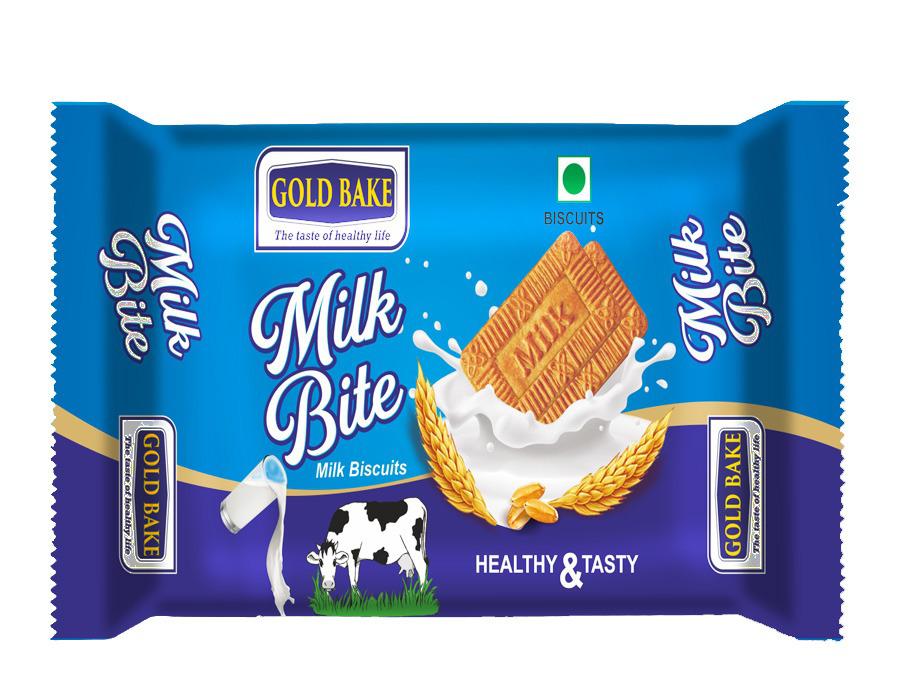 GOLD BAKE
The taste of healthy life
BISCUITS
Milk
Bite
Milk Biscuits
MILK
HEALTHY & TASTY
Milk
Bite
GOLD BAKE
The taste of healthy life
Milk
Bite
GOLD BAKE
The taste of healthy life